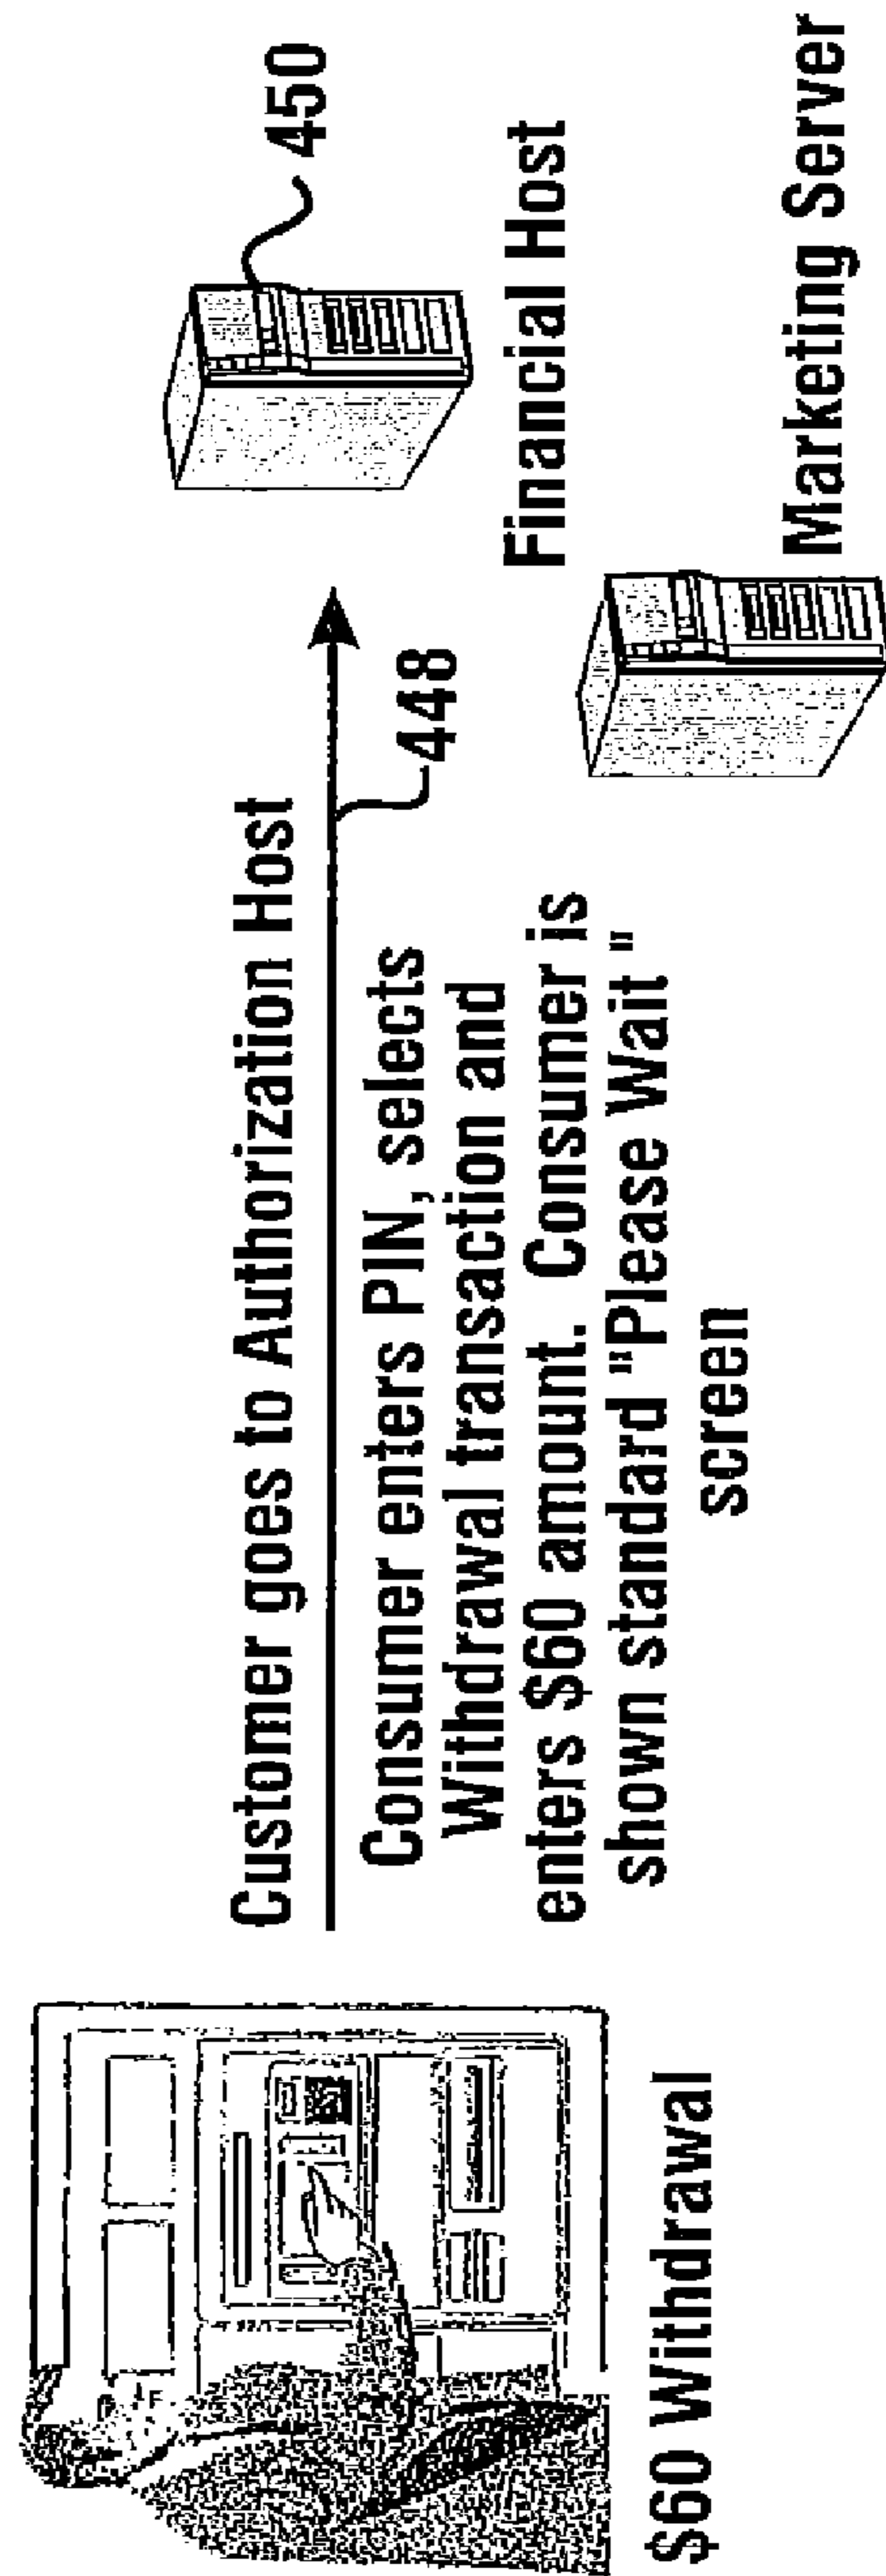 Customer goes to Authorization Host
450
448
Consumer enters PIN, selects
Withdrawal transaction and
enters $60 amount. Consumer is
shown standard "Please Wait "
screen
Financial Host
Marketing Server
$60 Withdrawal